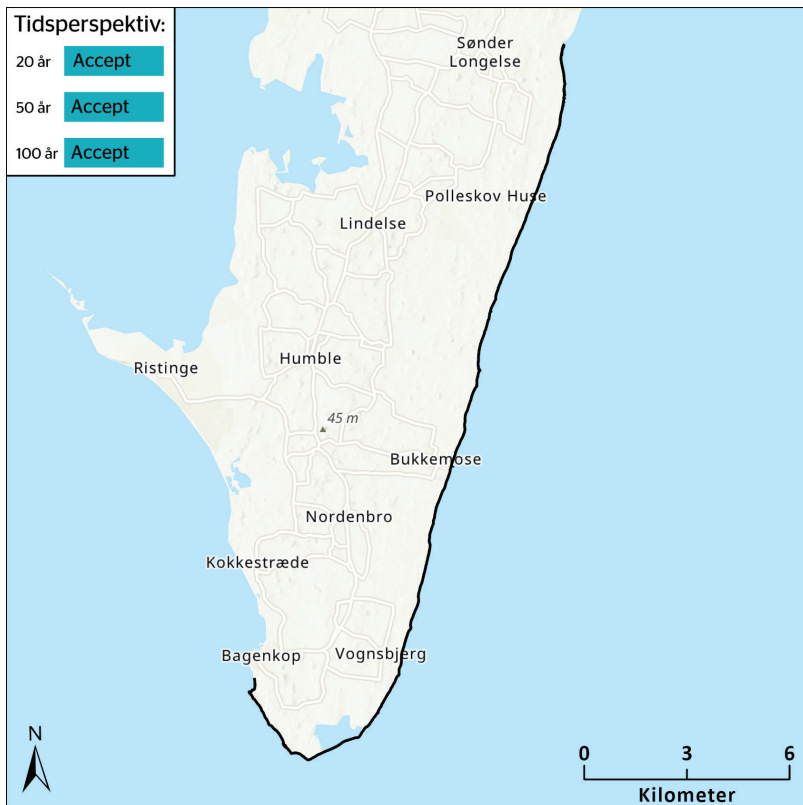 Tidsperspektiv:
20 år Accept
50 år Accept
100 år Accept
Sønder
Longelse
Polleskov Huse
Lindelse
Humble
Ristinge
45 m
Bukkemose
Nordenbro
Kokkestræde
Bagenkop
Vognsbjerg
N
0 3 6
Kilometer